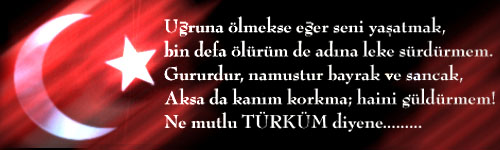 Uğruna ölmekse eğer seni yaşatmak,
bin defa ölürüm de adına leke sürdürmem.
Gururdur, namustur bayrak ve sancak,
Aksa da kanım korkma; haini güldürmem!
Ne mutlu TÜRKÜM diyene.........